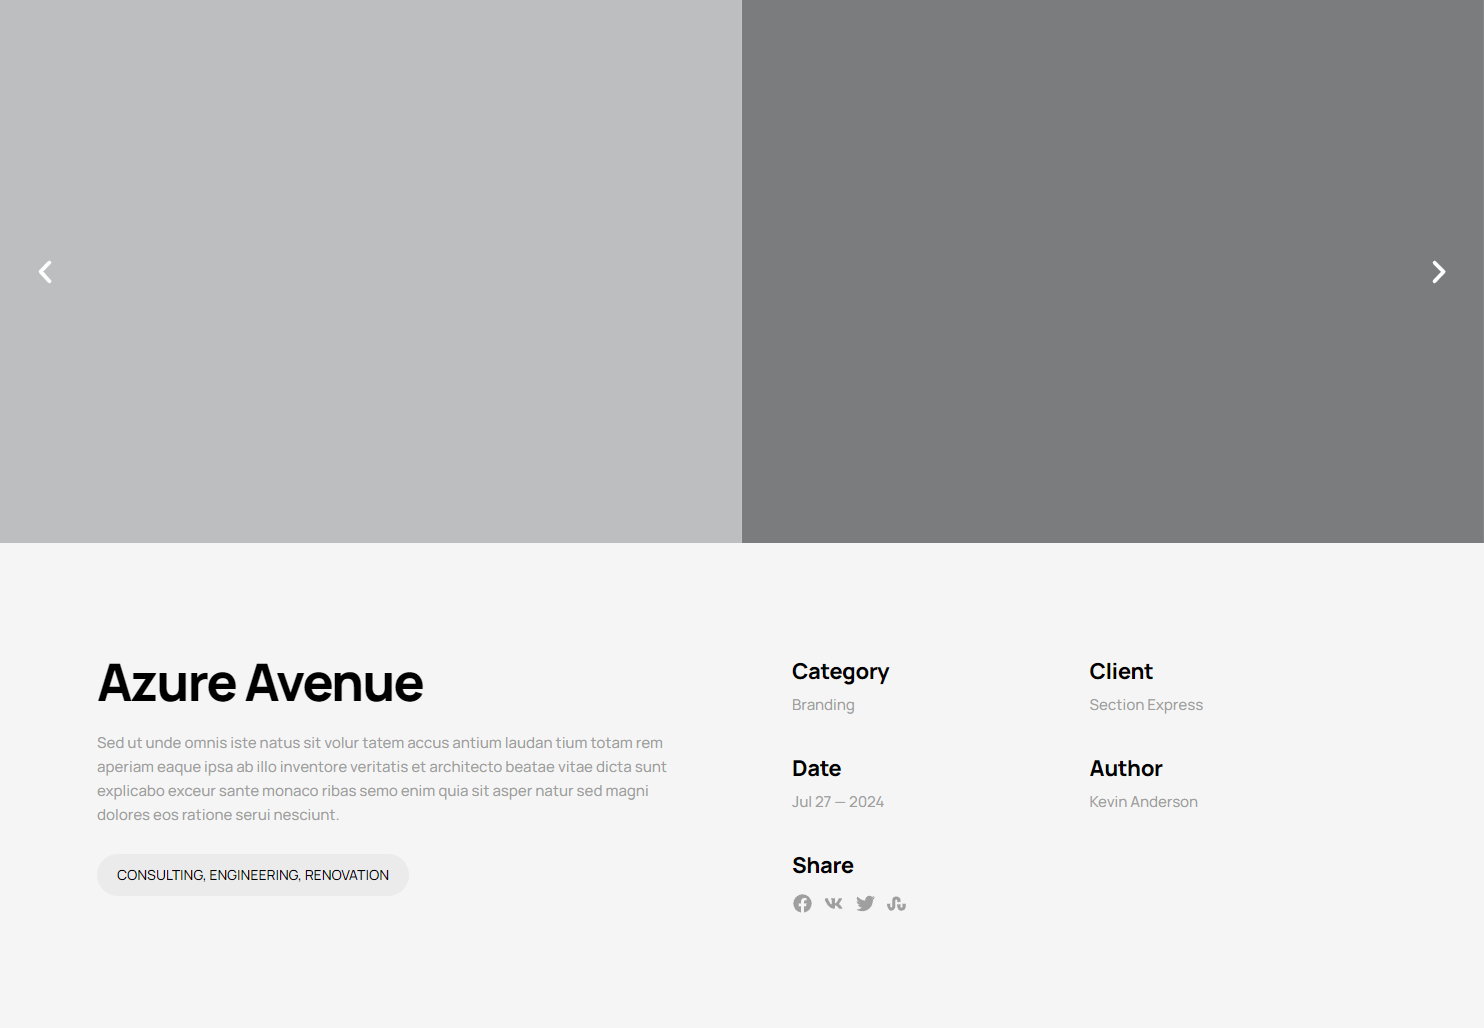 Azure Avenue
Sed ut unde omnis iste natus sit volur tatem accus antium laudan tium totam rem
aperiam eaque ipsa ab illo inventore veritatis et architecto beatae vitae dicta sunt
explicabo exceur sante monaco ribas semo enim quia sit asper natur sed magni
dolores eos ratione serui nesciunt.
CONSULTING, ENGINEERING, RENOVATION
Category
Branding
Client
Section Express
Date
Jul 27 — 2024
Author
Kevin Anderson
Share